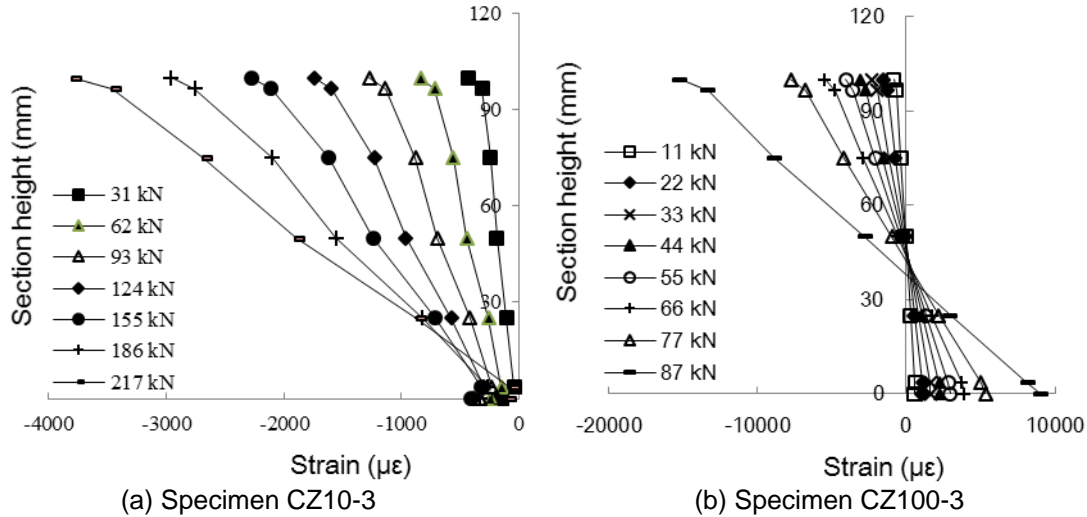 120
90
60
30
0
Section height (mm)
31 kN
62 kN
93 kN
124 kN
155 kN
186 kN
217 kN
-4000 -3000 -2000 -1000 0
Strain (με)
(a) Specimen CZ10-3
120
90
60
30
0
Section height (mm)
11 kN
22 kN
33 kN
44 kN
55 kN
66 kN
77 kN
87 kN
-20000 -10000 0 10000
Strain (με)
(b) Specimen CZ100-3